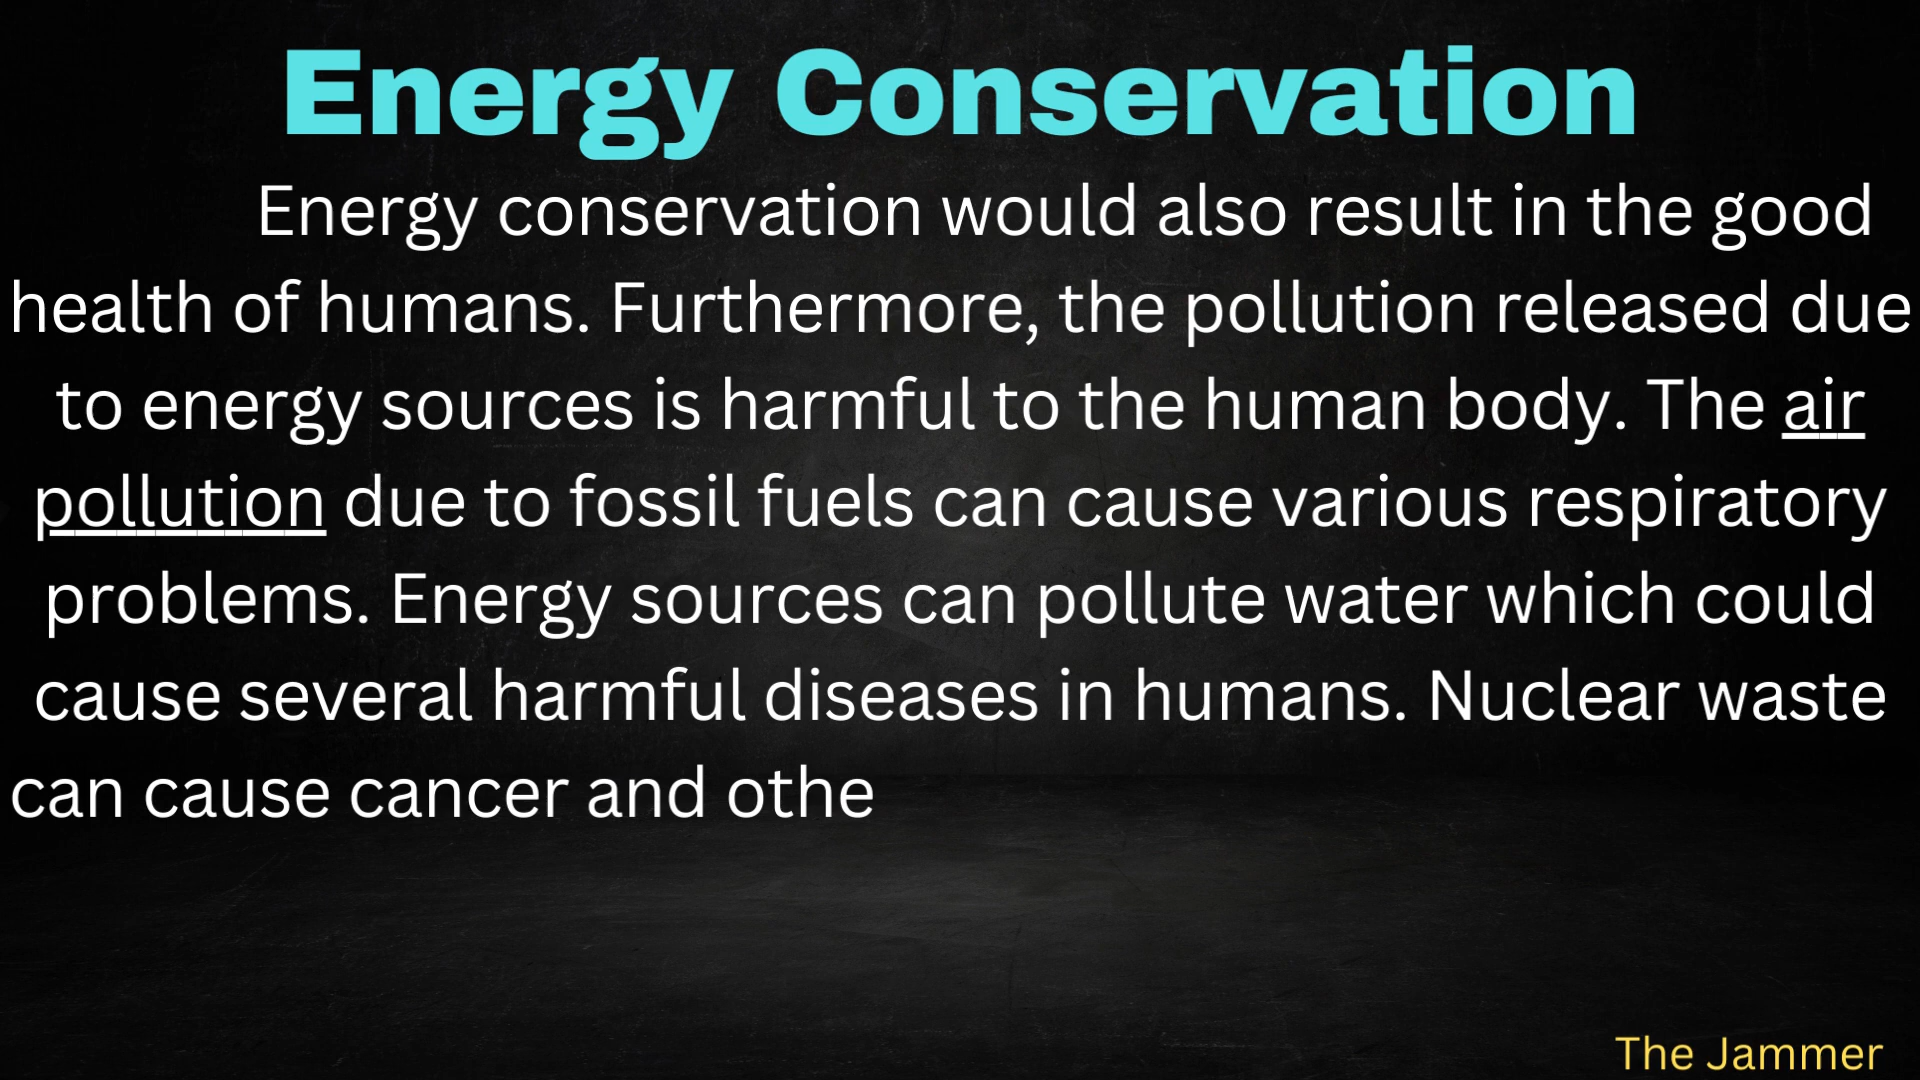 Energy Conservation
Energy conservation would also result in the good
health of humans. Furthermore, the pollution released due
to energy sources is harmful to the human body. The air
pollution due to fossil fuels can cause various respiratory
problems. Energy sources can pollute water which could
cause several harmful diseases in humans. Nuclear waste
can cause cancer and othe
The Jammer